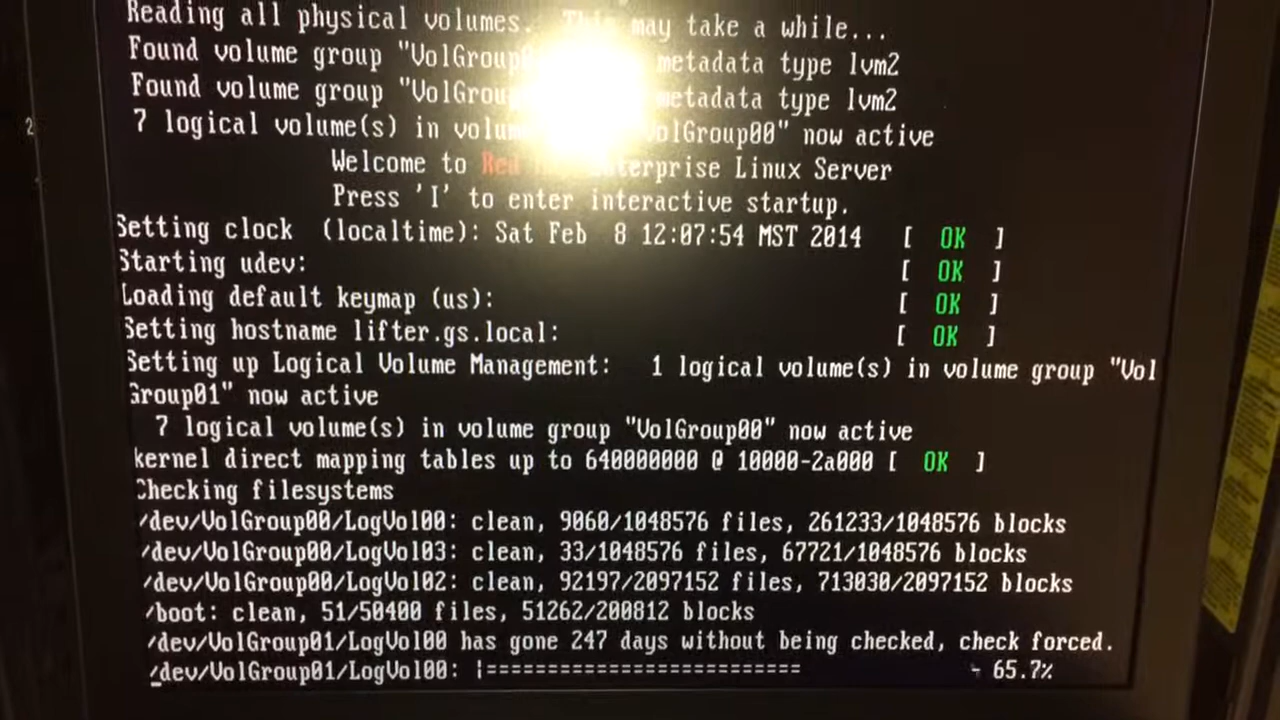 Reading all physical volumes. This may take a while...
Found volume group "VolGroup metadata type lvm2
Found volume group "VolGroup metadata type lvm2
7 logical volume(s) in volume VolGroup00" now active
Welcome to Red Enterprise Linux Server
Press 'I' to enter interactive startup.
Setting clock (localtime): Sat Feb 8 12:07:54 MST 2014 [ OK ]
Starting udev: [ OK ]
Loading default keymap (us): [ OK ]
Setting hostname lifter.gs.local: [ OK ]
Setting up Logical Volume Management: 1 logical volume(s) in volume group "Vol
Group01" now active
7 logical volume(s) in volume group "VolGroup00" now active
kernel direct mapping tables up to 640000000 @ 10000-2a000 [ OK ]
Checking filesystems
/dev/VolGroup00/LogVol00: clean, 9060/1048576 files, 261233/1048576 blocks
/dev/VolGroup00/LogVol03: clean, 33/1048576 files, 67721/1048576 blocks
/dev/VolGroup00/LogVol02: clean, 92197/2097152 files, 713030/2097152 blocks
/boot: clean, 51/50400 files, 51262/200812 blocks
/dev/VolGroup01/LogVol00 has gone 247 days without being checked, check forced.
/dev/VolGroup01/LogVol00: |========================== - 65.7%